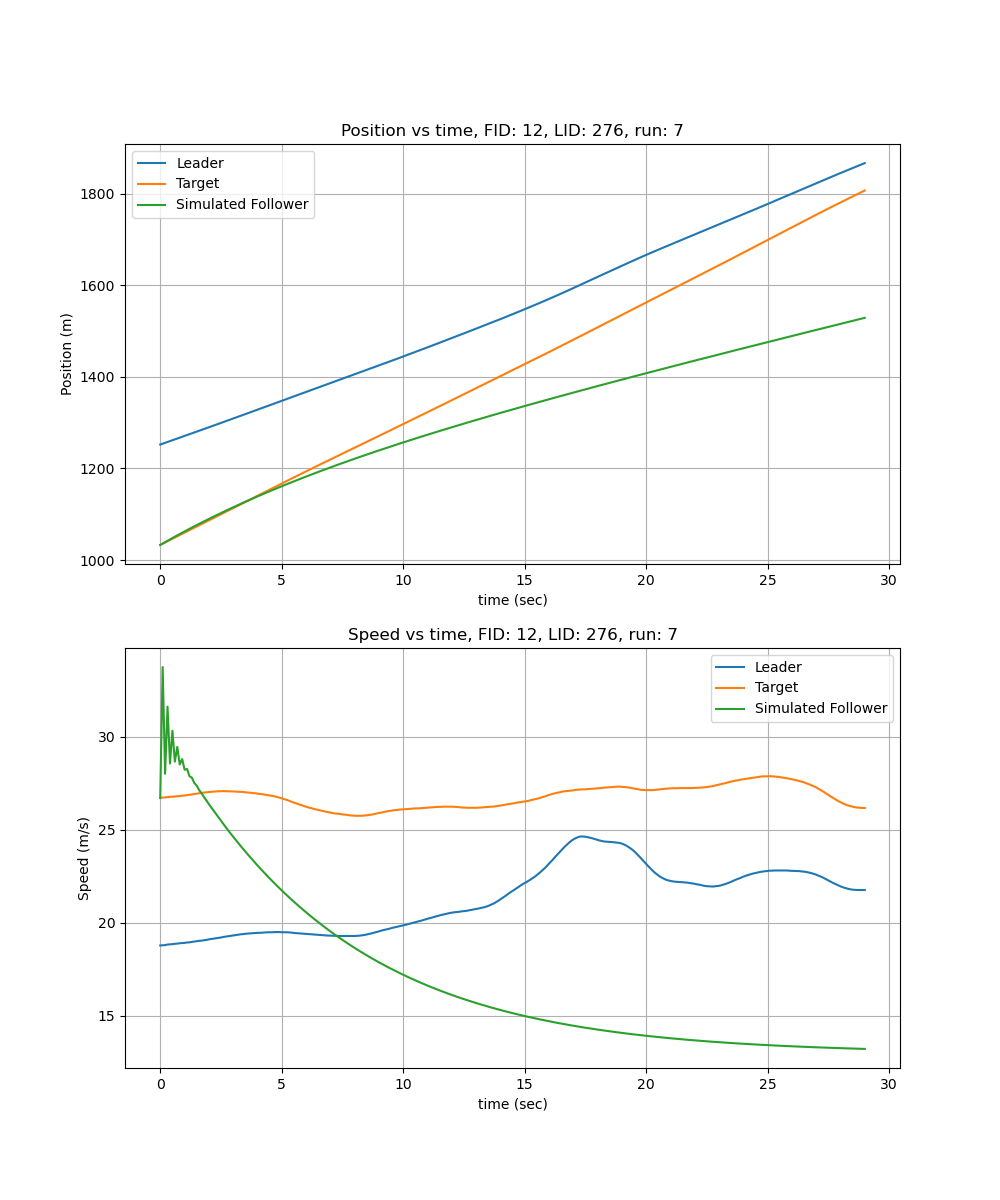 Position vs time, FID: 12, LID: 276, run: 7
Leader
Target
Simulated Follower
Position (m)
1800
1600
1400
1200
1000
0 5 10 15 20 25 30
time (sec)
Speed vs time, FID: 12, LID: 276, run: 7
Leader
Target
Simulated Follower
Speed (m/s)
30
25
20
15
0 5 10 15 20 25 30
time (sec)